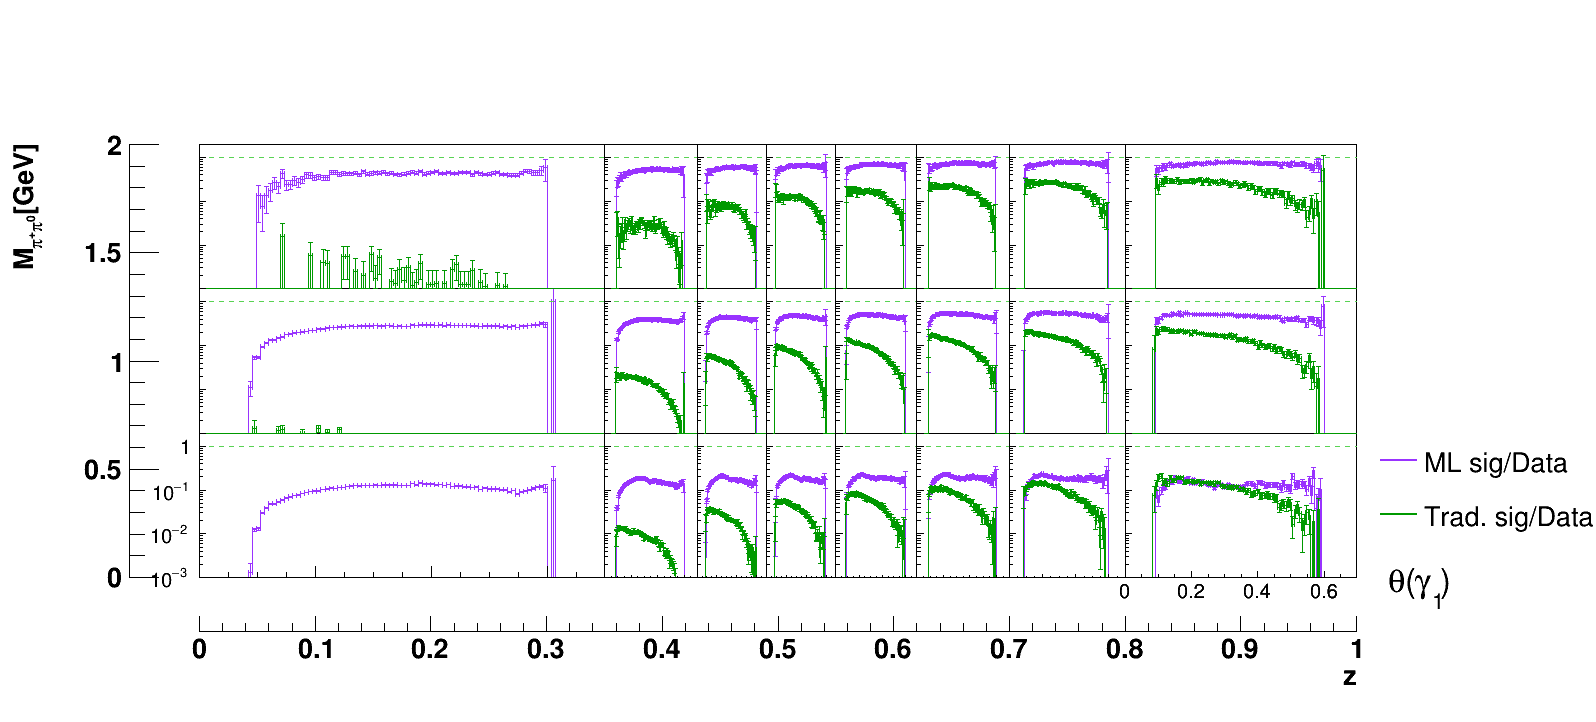 M π⁺π⁰ [GeV]
2
1.5
1
0.5
0
1
10⁻¹
10⁻²
10⁻³
ML sig/Data
Trad. sig/Data
θ(γ₁)
0 0.2 0.4 0.6
0 0.1 0.2 0.3 0.4 0.5 0.6 0.7 0.8 0.9 1
z